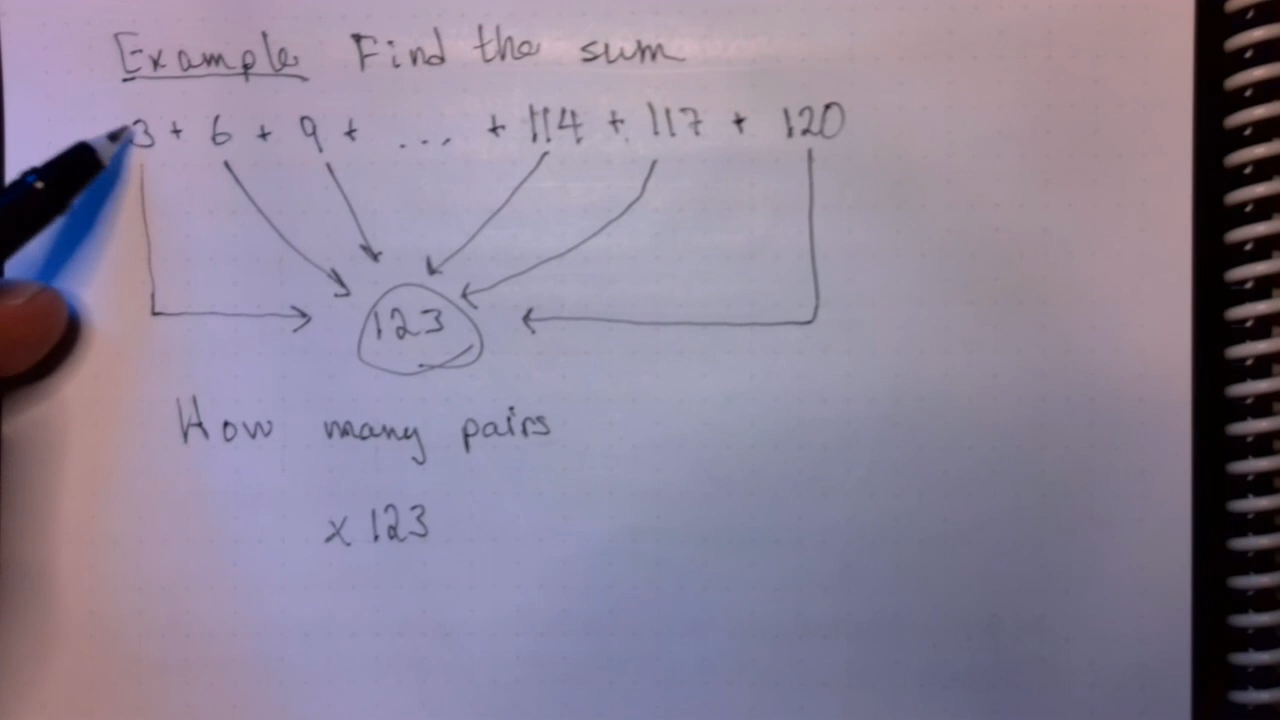 Example Find the sum
3 + 6 + 9 + ... + 114 + 117 + 120
123
How many pairs
x 123